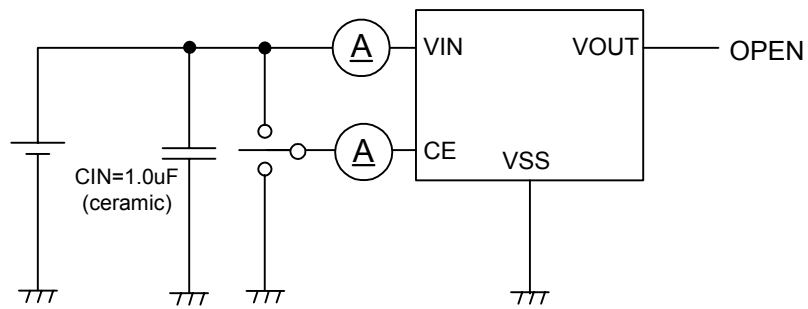 A
VIN
VOUT
OPEN
A
CE
VSS
CIN=1.0uF
(ceramic)